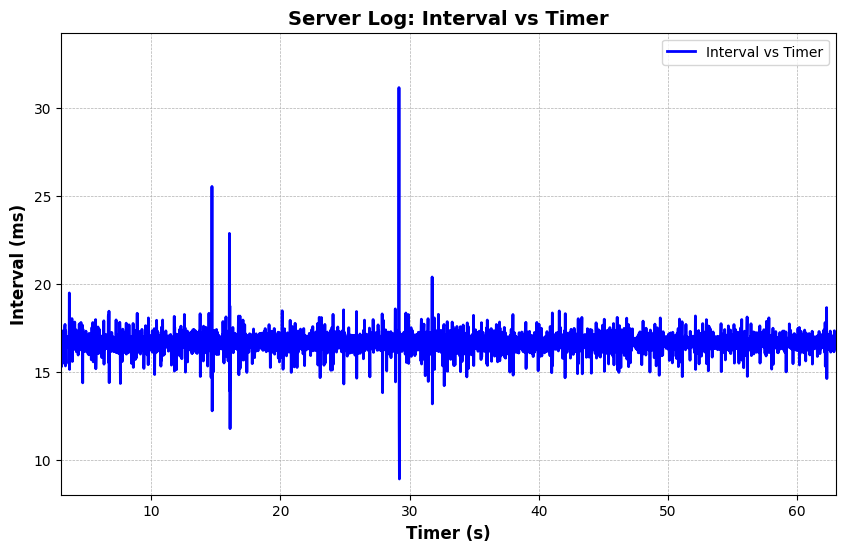 Server Log: Interval vs Timer
Interval vs Timer
Interval (ms)
30
25
20
15
10
10 20 30 40 50 60
Timer (s)